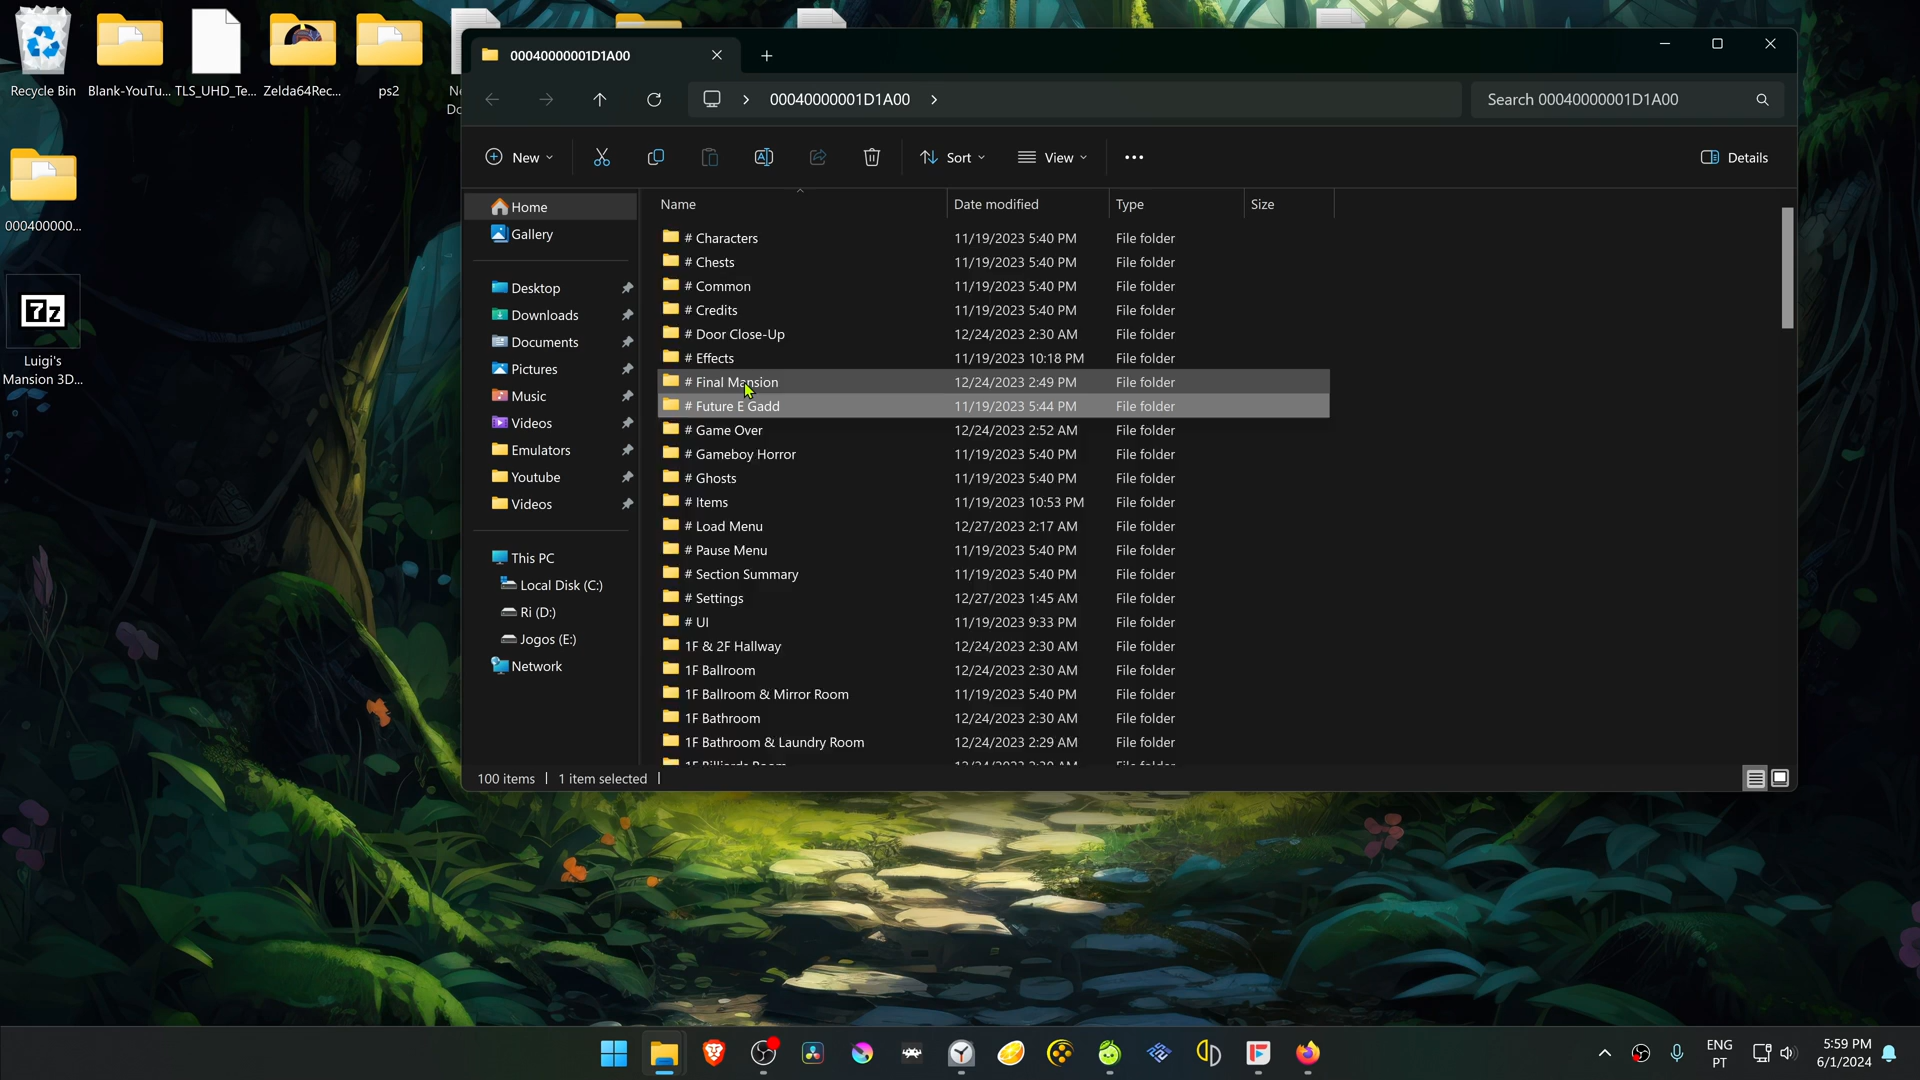 Recycle Bin
Blank-YouTu...
TLS_UHD_Te...
Zelda64Rec...
ps2
000400000...
7z
Luigi's
Mansion 3D...
00040000001D1A00
00040000001D1A00
Search 00040000001D1A00
New
Sort
View
Details
Home
Gallery
Desktop
Downloads
Documents
Pictures
Music
Videos
Emulators
Youtube
Videos
This PC
Local Disk (C:)
Ri (D:)
Jogos (E:)
Network
Name Date modified Type Size
# Characters 11/19/2023 5:40 PM File folder
# Chests 11/19/2023 5:40 PM File folder
# Common 11/19/2023 5:40 PM File folder
# Credits 11/19/2023 5:40 PM File folder
# Door Close-Up 12/24/2023 2:30 AM File folder
# Effects 11/19/2023 10:18 PM File folder
# Final Mansion 12/24/2023 2:49 PM File folder
# Future E Gadd 11/19/2023 5:44 PM File folder
# Game Over 12/24/2023 2:52 AM File folder
# Gameboy Horror 11/19/2023 5:40 PM File folder
# Ghosts 11/19/2023 5:40 PM File folder
# Items 11/19/2023 10:53 PM File folder
# Load Menu 12/27/2023 2:17 AM File folder
# Pause Menu 11/19/2023 5:40 PM File folder
# Section Summary 11/19/2023 5:40 PM File folder
# Settings 12/27/2023 1:45 AM File folder
# UI 11/19/2023 9:33 PM File folder
1F & 2F Hallway 12/24/2023 2:30 AM File folder
1F Ballroom 12/24/2023 2:30 AM File folder
1F Ballroom & Mirror Room 11/19/2023 5:40 PM File folder
1F Bathroom 12/24/2023 2:30 AM File folder
1F Bathroom & Laundry Room 12/24/2023 2:29 AM File folder
100 items 1 item selected
ENG
PT
5:59 PM
6/1/2024